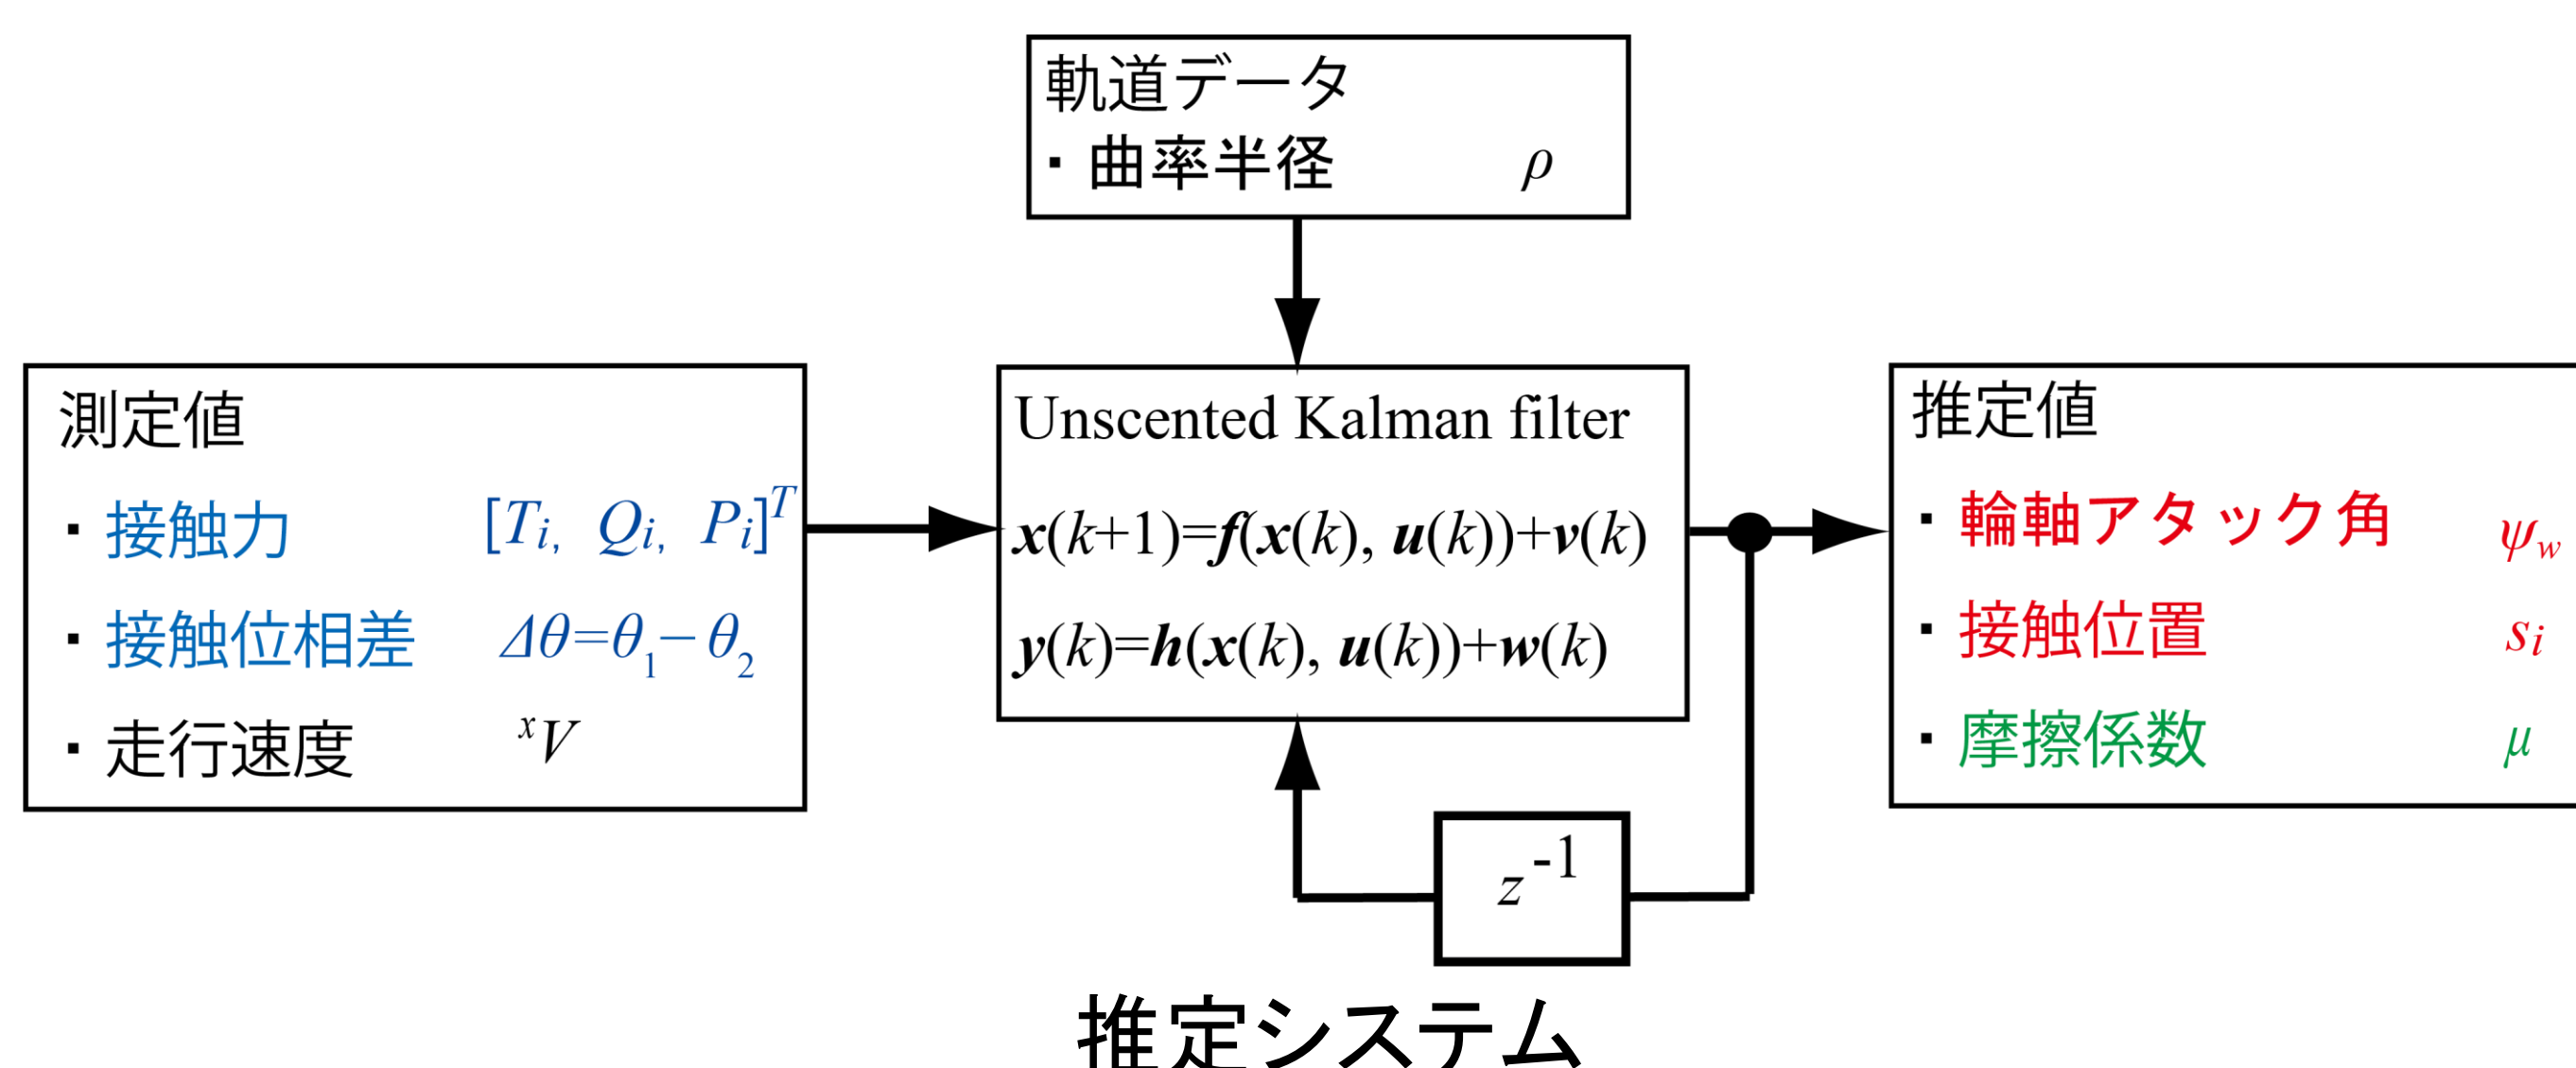 軌道データ
・曲率半径 ρ
測定値
・接触力 [Ti, Qi, Pi]^T
・接触位相差 Δθ=θ1−θ2
・走行速度 ^xV
Unscented Kalman filter
x(k+1)=f(x(k), u(k))+v(k)
y(k)=h(x(k), u(k))+w(k)
推定値
・輪軸アタック角 ψw
・接触位置 si
・摩擦係数 μ
z^-1
推定システム